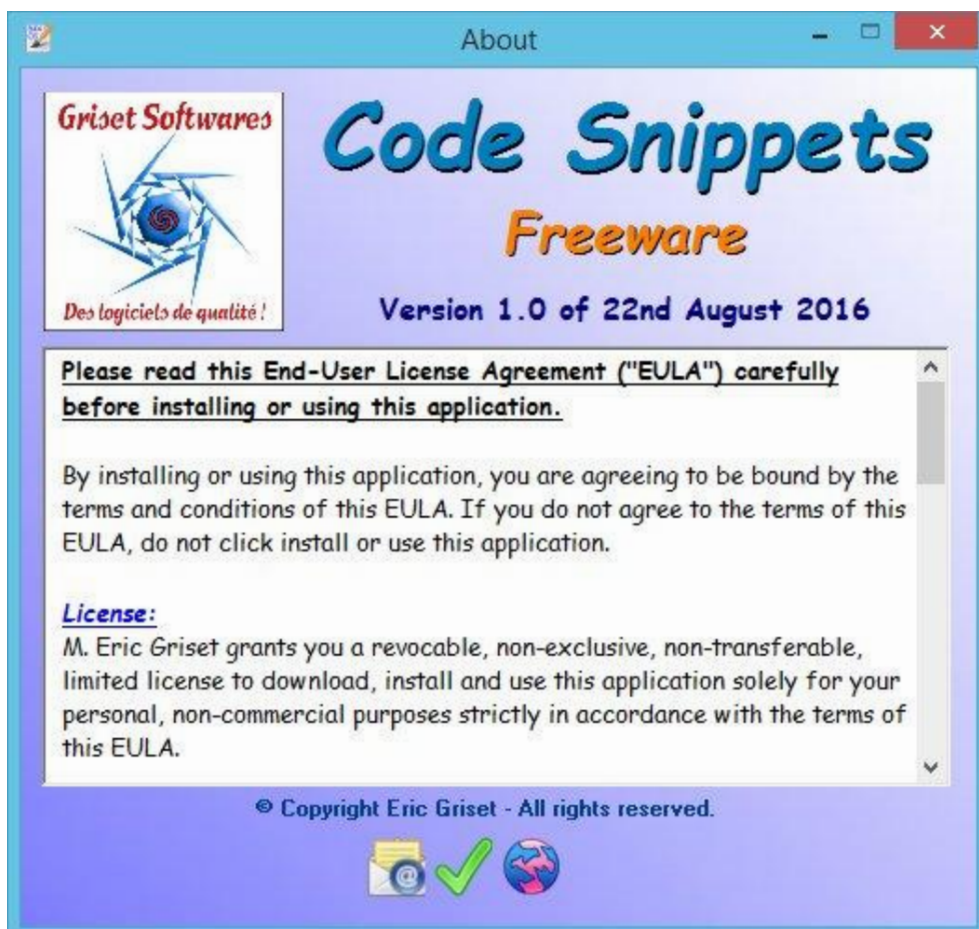 About
Griset Softwares
Des logiciels de qualité !
Code Snippets
Freeware
Version 1.0 of 22nd August 2016
Please read this End-User License Agreement ("EULA") carefully
before installing or using this application.
By installing or using this application, you are agreeing to be bound by the
terms and conditions of this EULA. If you do not agree to the terms of this
EULA, do not click install or use this application.
License:
M. Eric Griset grants you a revocable, non-exclusive, non-transferable,
limited license to download, install and use this application solely for your
personal, non-commercial purposes strictly in accordance with the terms of
this EULA.
© Copyright Eric Griset - All rights reserved.
@